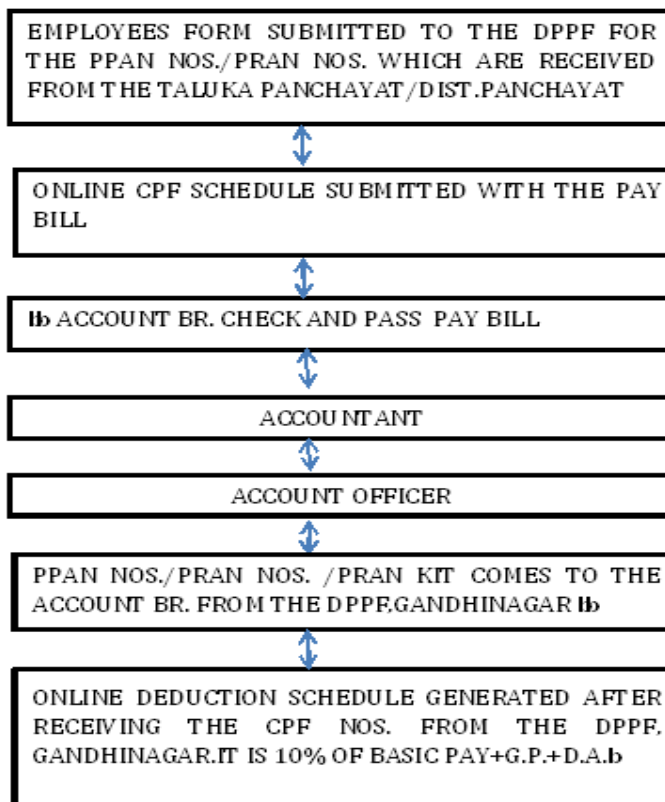 EMPLOYEES FORM SUBMITTED TO THE DPPF FOR
THE PPAN NOS./PRAN NOS. WHICH ARE RECEIVED
FROM THE TALUKA PANCHAYAT/DIST.PANCHAYAT
ONLINE CPF SCHEDULE SUBMITTED WITH THE PAY
BILL
ACCOUNT BR. CHECK AND PASS PAY BILL
ACCOUNTANT
ACCOUNT OFFICER
PPAN NOS./PRAN NOS. /PRAN KIT COMES TO THE
ACCOUNT BR. FROM THE DPPF,GANDHINAGAR
ONLINE DEDUCTION SCHEDULE GENERATED AFTER
RECEIVING THE CPF NOS. FROM THE DPPF,
GANDHINAGAR.IT IS 10% OF BASIC PAY+G.P.+D.A.